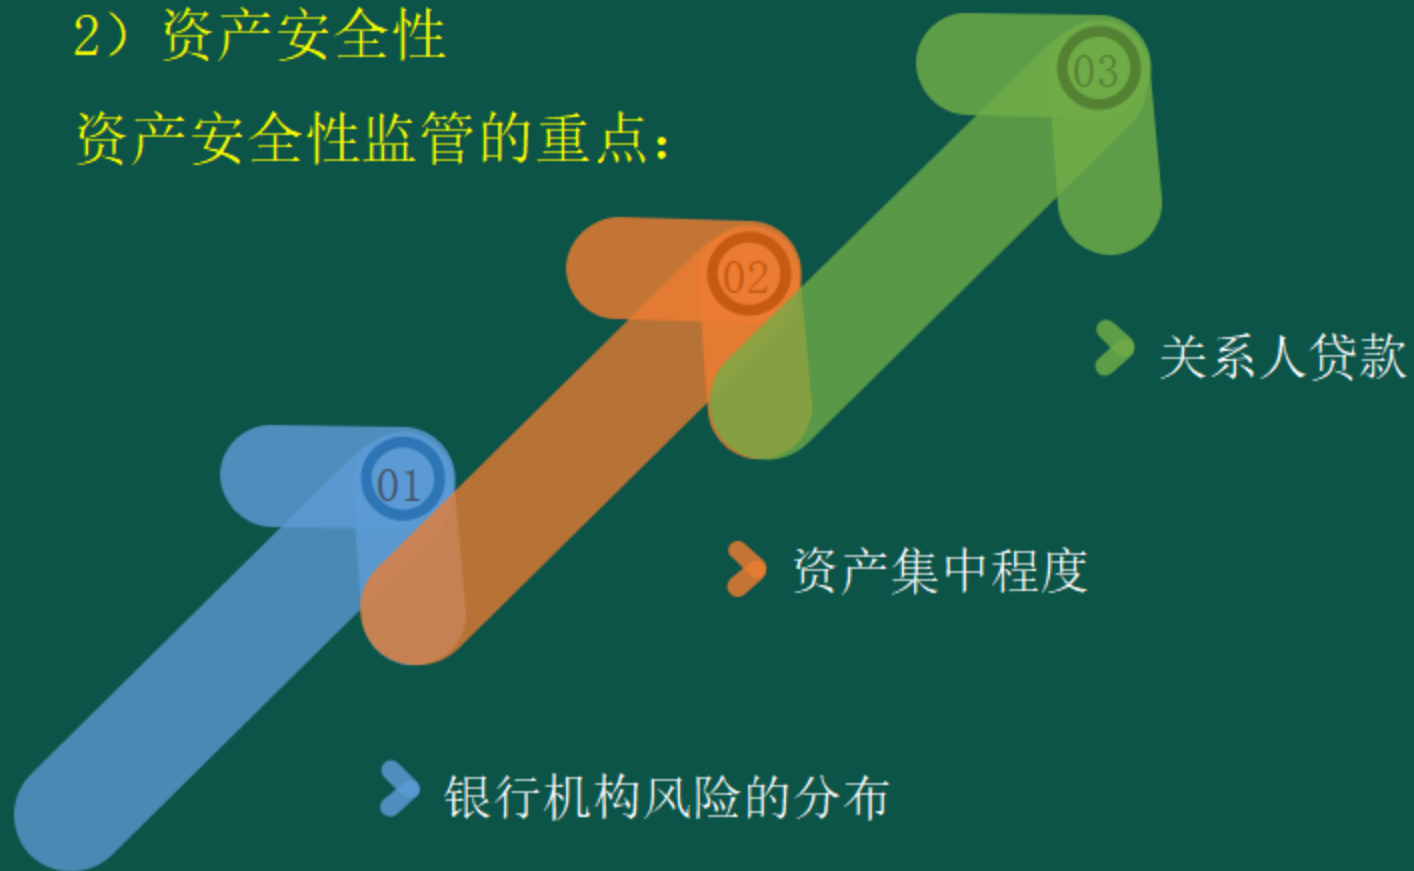 2）资产安全性
资产安全性监管的重点：
03
02
关系人贷款
01
资产集中程度
银行机构风险的分布